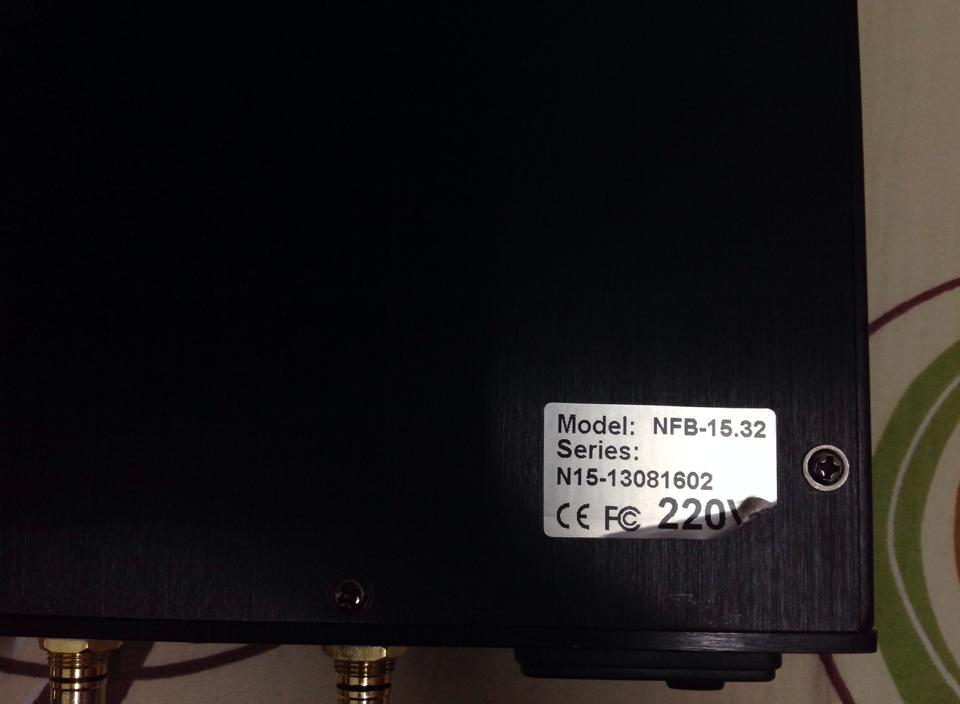 Model: NFB-15.32
Series:
N15-13081602
CE FC 220V